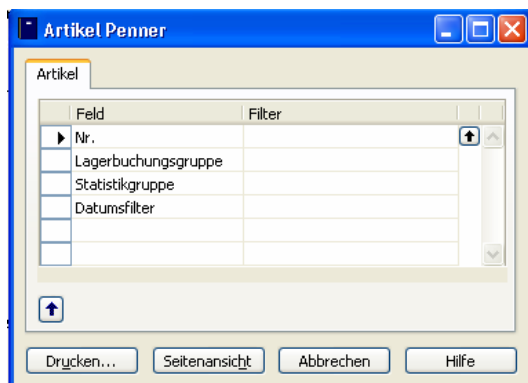 Artikel Penner
Artikel
Feld Filter
Nr.
Lagerbuchungsgruppe
Statistikgruppe
Datumsfilter
Drucken... Seitenansicht Abbrechen Hilfe